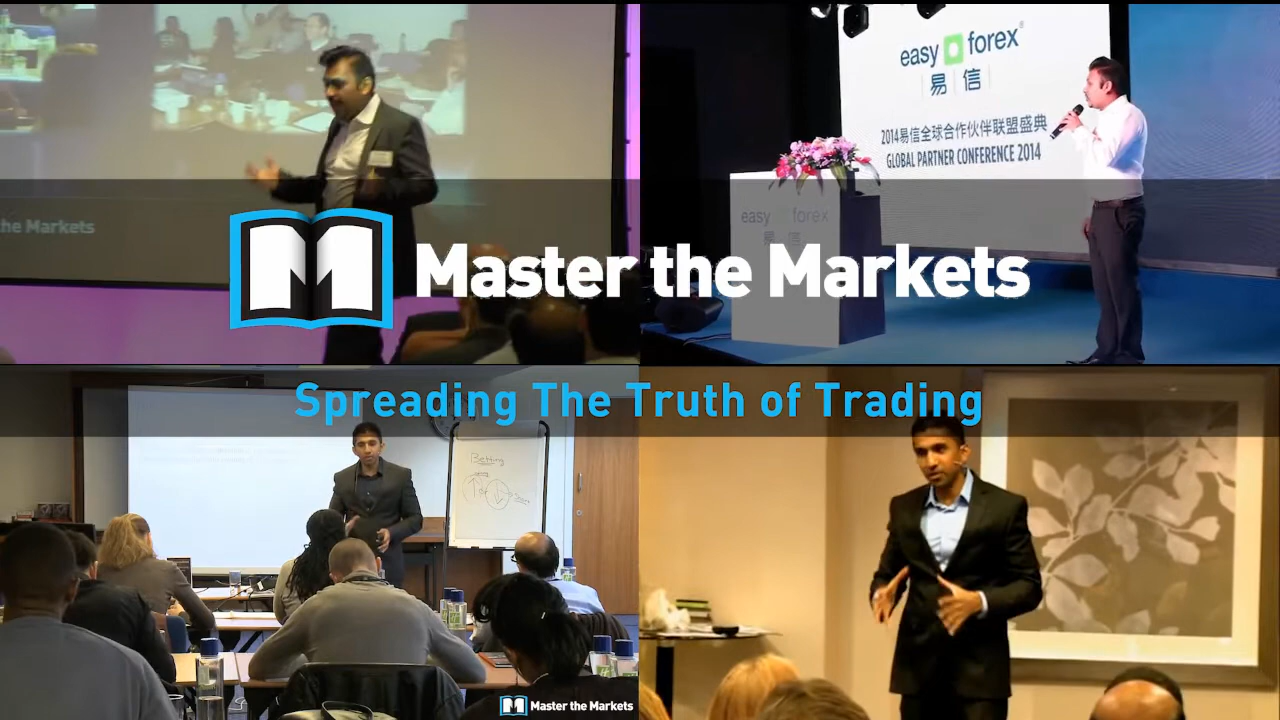 easy forex®
易信
2014易信全球合作伙伴联盟盛典
GLOBAL PARTNER CONFERENCE 2014
easy forex
易信
the Markets
Master the Markets
Spreading The Truth of Trading
Betting
Master the Markets